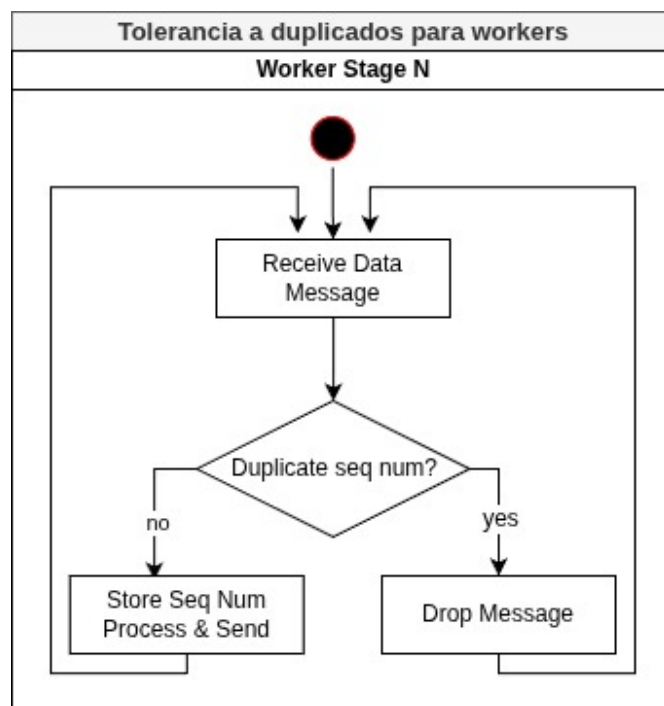 Tolerancia a duplicados para workers
Worker Stage N
Receive Data
Message
Duplicate seq num?
no
yes
Store Seq Num
Process & Send
Drop Message